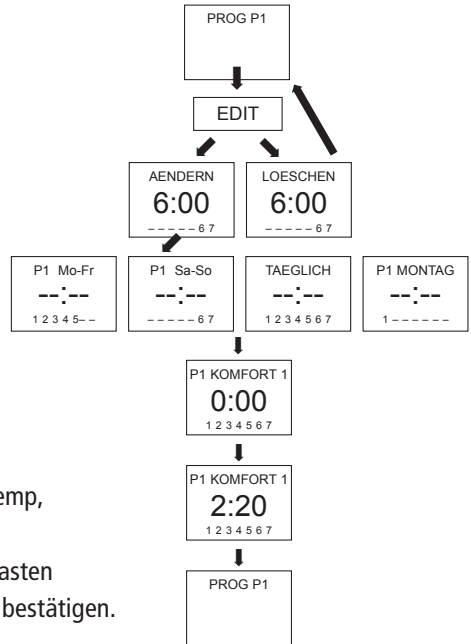 PROG P1
EDIT
AENDERN
6:00
– – – – – 6 7
LOESCHEN
6:00
– – – – – 6 7
P1 Mo-Fr
--:--
1 2 3 4 5– –
P1 Sa-So
--:--
– – – – – 6 7
TAEGLICH
--:--
1 2 3 4 5 6 7
P1 MONTAG
--:--
1 – – – – – –
P1 KOMFORT 1
0:00
1 2 3 4 5 6 7
P1 KOMFORT 1
2:20
1 2 3 4 5 6 7
emp,
asten
bestätigen.
PROG P1